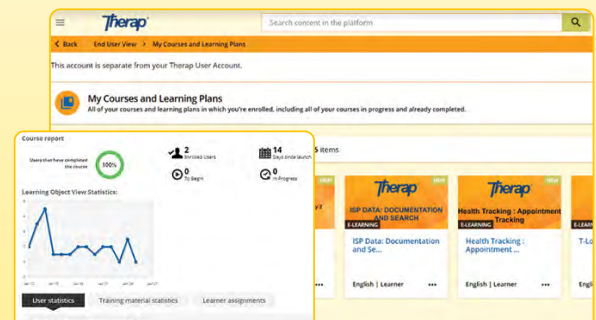 Therap
Search content in the platform
Back End User View > My Courses and Learning Plans
This account is separate from your Therap User Account.
My Courses and Learning Plans
All of your courses and learning plans in which you're enrolled, including all of your courses in progress and already completed.
5 items
Course report
Users that have completed
the course
100%
2
Enrolled Users
14
Days since launch
0
To Begin
0
In Progress
Learning Object View Statistics:
User statistics
Training material statistics
Learner assignments
NEW
Therap
ISP DATA: DOCUMENTATION
AND SEARCH
E-LEARNING
ISP Data: Documentation
and Se...
English | Learner
NEW
Therap
Health Tracking : Appointment
Tracking
E-LEARNING
Health Tracking :
Appointment ...
English | Learner
T-Lo
Engl